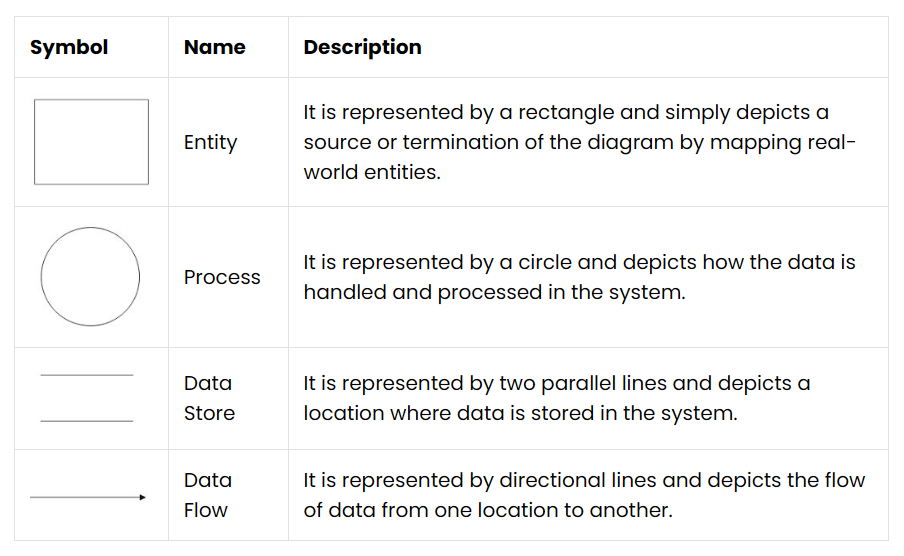 Symbol Name Description
Entity
It is represented by a rectangle and simply depicts a
source or termination of the diagram by mapping real-
world entities.
Process
It is represented by a circle and depicts how the data is
handled and processed in the system.
Data
Store
It is represented by two parallel lines and depicts a
location where data is stored in the system.
Data
Flow
It is represented by directional lines and depicts the flow
of data from one location to another.